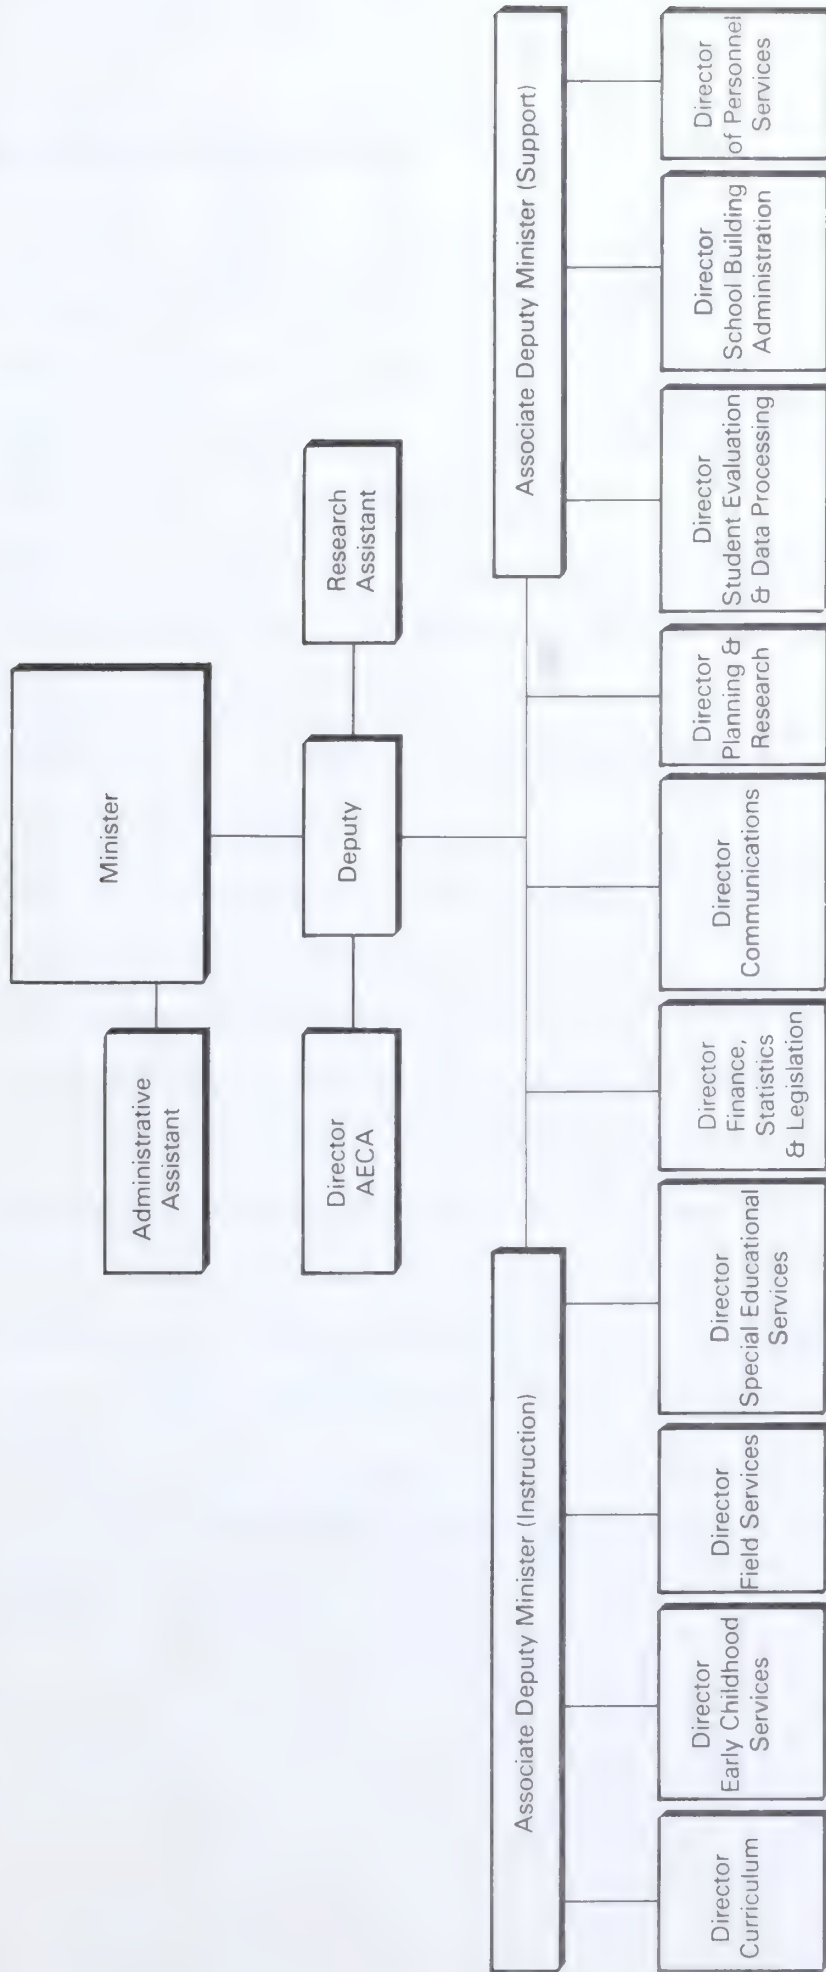 Minister
Administrative
Assistant
Director
AECA
Deputy
Research
Assistant
Associate Deputy Minister (Instruction)
Associate Deputy Minister (Support)
Director
Curriculum
Director
Early Childhood
Services
Director
Field Services
Director
Special Educational
Services
Director
Finance,
Statistics
& Legislation
Director
Communications
Director
Planning &
Research
Director
Student Evaluation
& Data Processing
Director
School Building
Administration
Director
of Personnel
Services